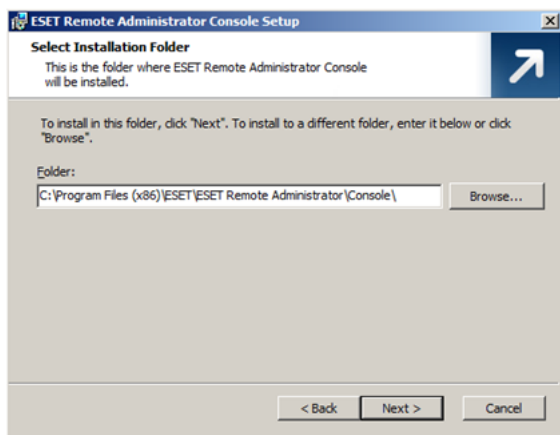 ESET Remote Administrator Console Setup
Select Installation Folder
This is the folder where ESET Remote Administrator Console
will be installed.
To install in this folder, click "Next". To install to a different folder, enter it below or click
"Browse".
Folder:
C:\Program Files (x86)\ESET\ESET Remote Administrator\Console\
Browse...
< Back
Next >
Cancel